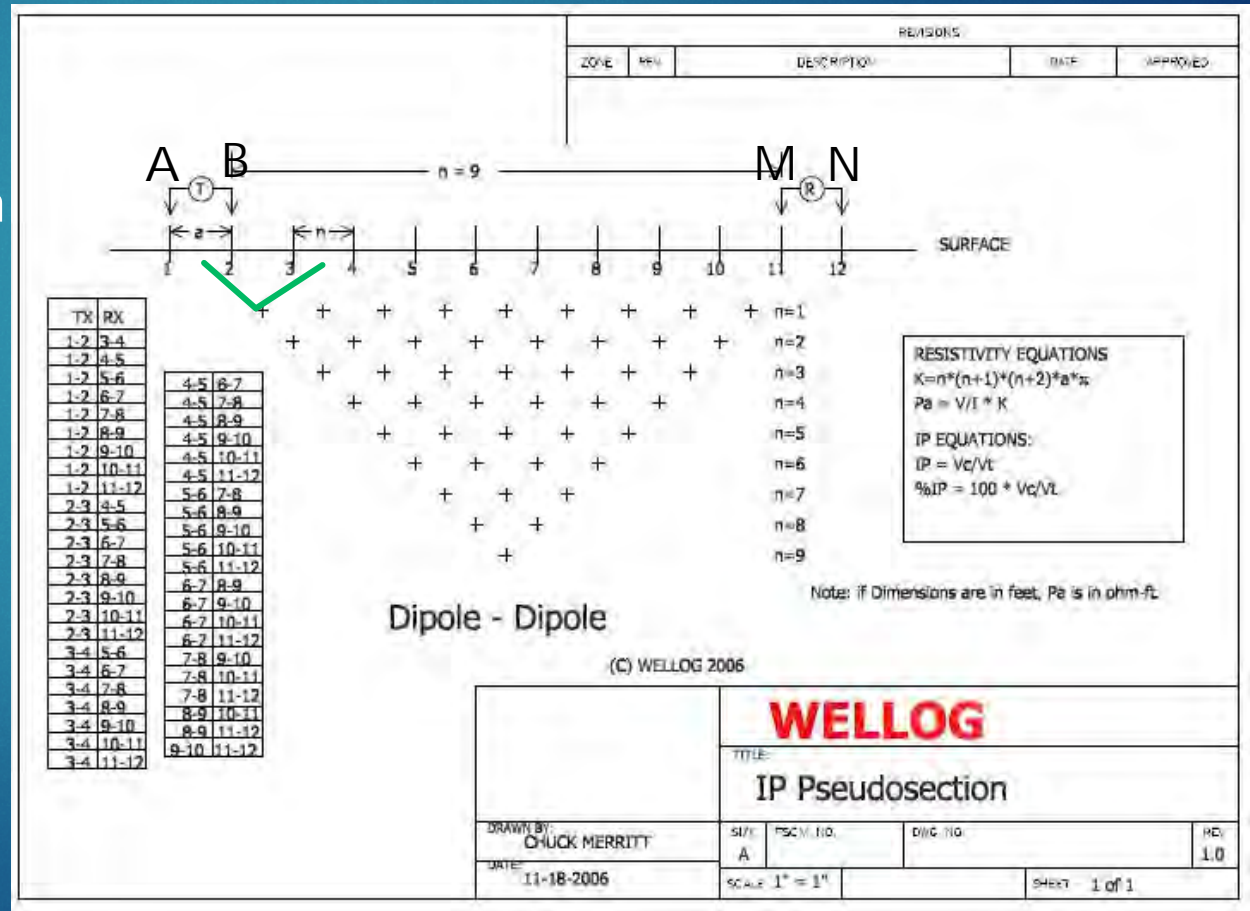 REVISIONS
ZONE REV DESCRIPTION DATE APPROVED
A B M N
T n = 9 R
a n
SURFACE
1 2 3 4 5 6 7 8 9 10 11 12
n=1
n=2
n=3
n=4
n=5
n=6
n=7
n=8
n=9
TX RX
1-2 3-4
1-2 4-5
1-2 5-6
1-2 6-7
1-2 7-8
1-2 8-9
1-2 9-10
1-2 10-11
1-2 11-12
2-3 4-5
2-3 5-6
2-3 6-7
2-3 7-8
2-3 8-9
2-3 9-10
2-3 10-11
2-3 11-12
3-4 5-6
3-4 6-7
3-4 7-8
3-4 8-9
3-4 9-10
3-4 10-11
3-4 11-12
4-5 6-7
4-5 7-8
4-5 8-9
4-5 9-10
4-5 10-11
4-5 11-12
5-6 7-8
5-6 8-9
5-6 9-10
5-6 10-11
5-6 11-12
6-7 8-9
6-7 9-10
6-7 10-11
6-7 11-12
7-8 9-10
7-8 10-11
7-8 11-12
8-9 10-11
8-9 11-12
9-10 11-12
RESISTIVITY EQUATIONS
K=n*(n+1)*(n+2)*a*π
Pa = V/I * K
IP EQUATIONS:
IP = Vc/Vt
%IP = 100 * Vc/Vt
Note: if Dimensions are in feet, Pa is in ohm-ft.
Dipole - Dipole
(C) WELLOG 2006
WELLOG
TITLE:
IP Pseudosection
DRAWN BY:
CHUCK MERRITT
DATE:
11-18-2006
SIZE FSCM NO. DWG NO. REV
A 1.0
SCALE 1" = 1" SHEET 1 of 1